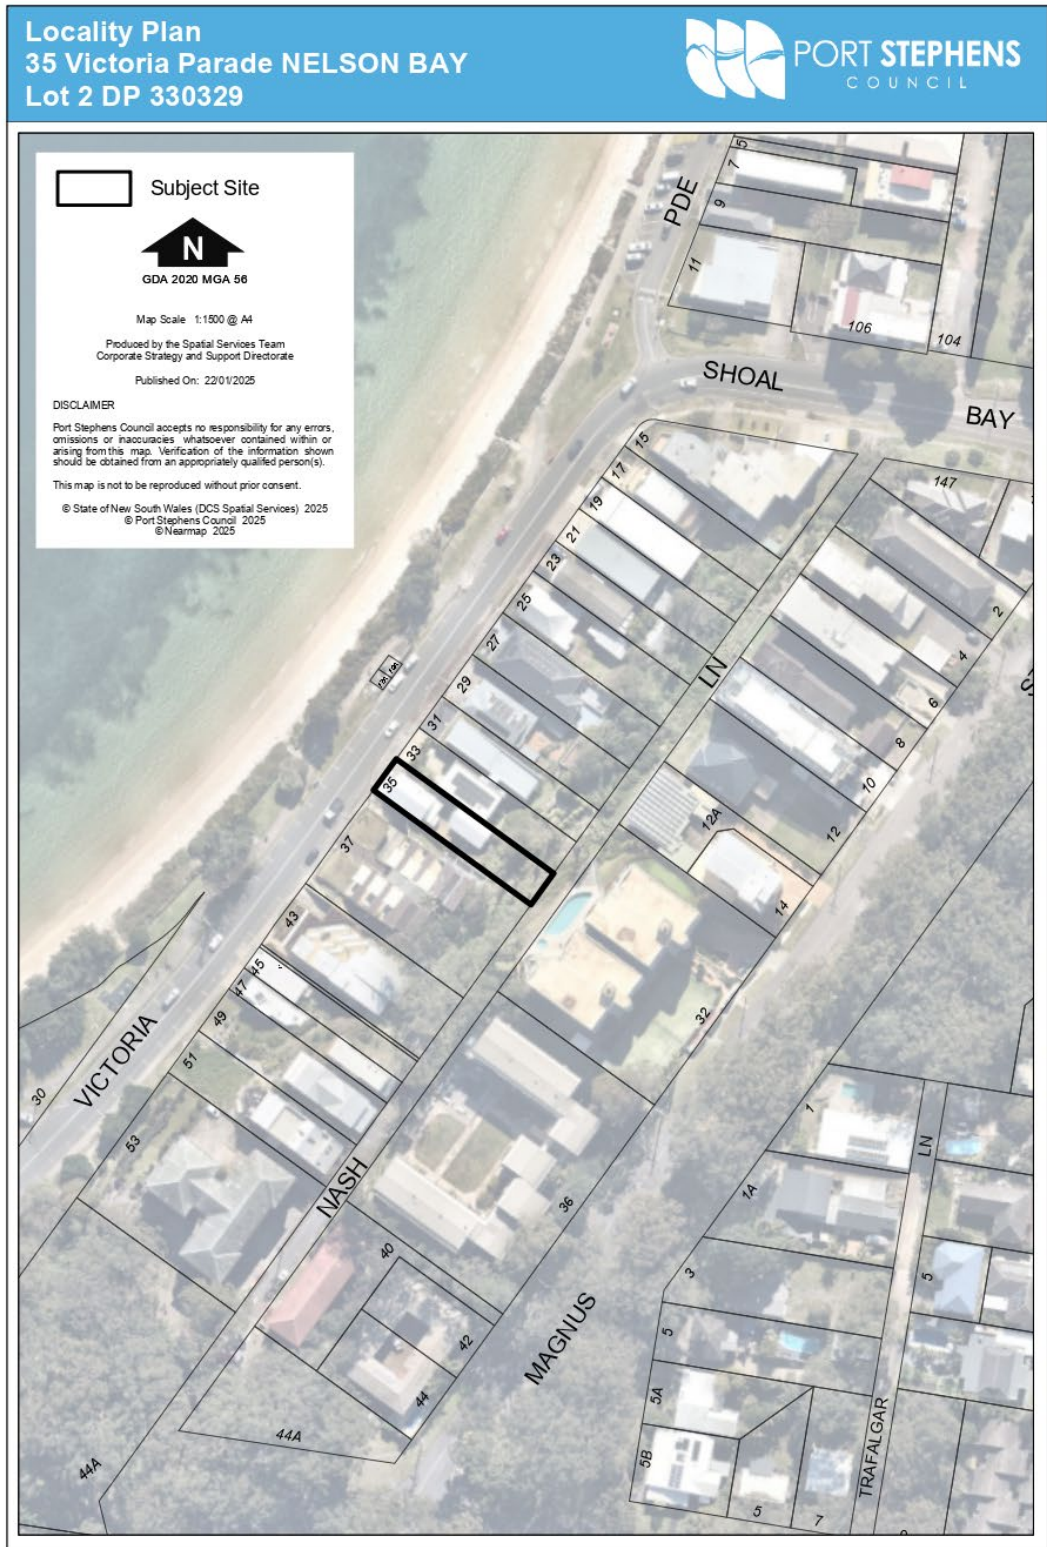 Locality Plan
35 Victoria Parade NELSON BAY
Lot 2 DP 330329
PORT STEPHENS
COUNCIL
Subject Site
N
GDA 2020 MGA 56
Map Scale 1:1500 @ A4
Produced by the Spatial Services Team
Corporate Strategy and Support Directorate
Published On: 22/01/2025
DISCLAIMER
Port Stephens Council accepts no responsibility for any errors,
omissions or inaccuracies whatsoever contained within or
arising from this map. Verification of the information shown
should be obtained from an appropriately qualified person(s).
This map is not to be reproduced without prior consent.
© State of New South Wales (DCS Spatial Services) 2025
© Port Stephens Council 2025
© Nearmap 2025
5
7
9
PDE
11
106
104
SHOAL
BAY
15
17
19
21
23
25
27
29
31
33
35
37
43
45
47
49
51
53
147
2
4
6
8
10
12
12A
14
LN
32
VICTORIA
30
NASH
36
40
42
44
44A
44A
MAGNUS
1
1A
3
5
5A
5B
LN
5
TRAFALGAR
5
7